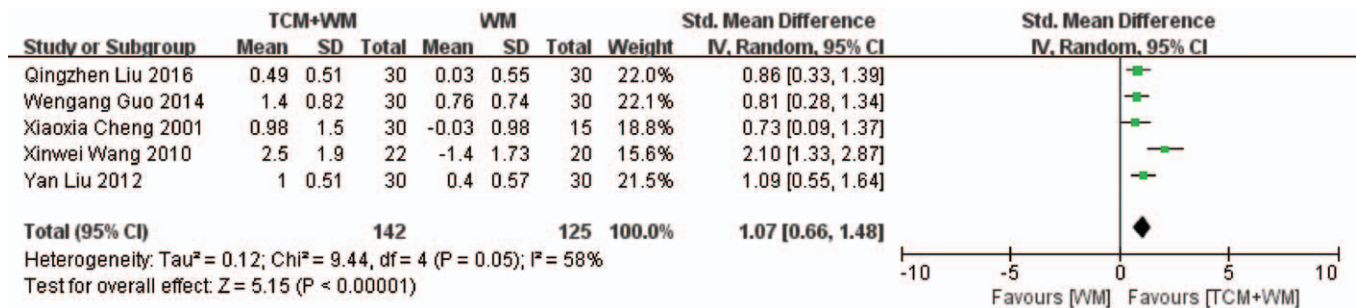 TCM+WM WM Std. Mean Difference Std. Mean Difference
Study or Subgroup Mean SD Total Mean SD Total Weight IV, Random, 95% CI IV, Random, 95% CI
Qingzhen Liu 2016 0.49 0.51 30 0.03 0.55 30 22.0% 0.86 [0.33, 1.39]
Wengang Guo 2014 1.4 0.82 30 0.76 0.74 30 22.1% 0.81 [0.28, 1.34]
Xiaoxia Cheng 2001 0.98 1.5 30 -0.03 0.98 15 18.8% 0.73 [0.09, 1.37]
Xinwei Wang 2010 2.5 1.9 22 -1.4 1.73 20 15.6% 2.10 [1.33, 2.87]
Yan Liu 2012 1 0.51 30 0.4 0.57 30 21.5% 1.09 [0.55, 1.64]
Total (95% CI) 142 125 100.0% 1.07 [0.66, 1.48]
Heterogeneity: Tau² = 0.12; Chi² = 9.44, df = 4 (P = 0.05); I² = 58%
Test for overall effect: Z = 5.15 (P < 0.00001)
-10 -5 0 5 10
Favours [WM] Favours [TCM+WM]